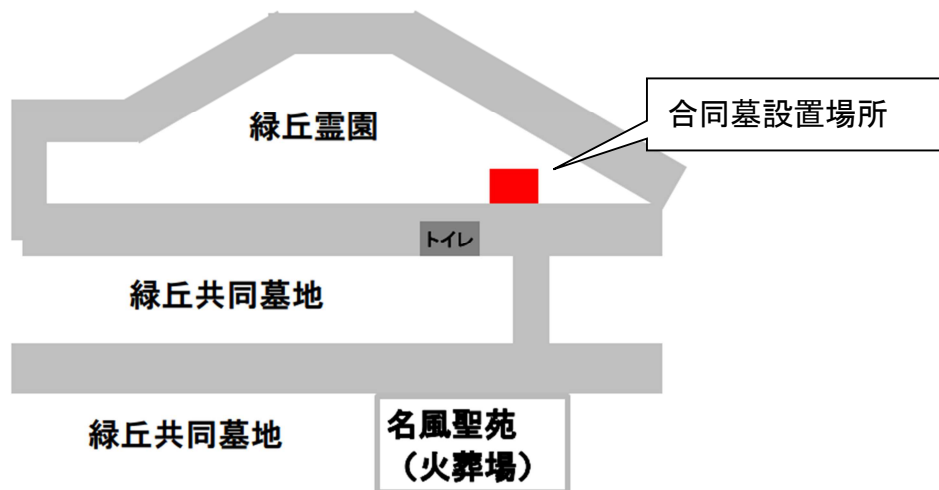 緑丘霊園
合同墓設置場所
トイレ
緑丘共同墓地
緑丘共同墓地
名風聖苑
（火葬場）